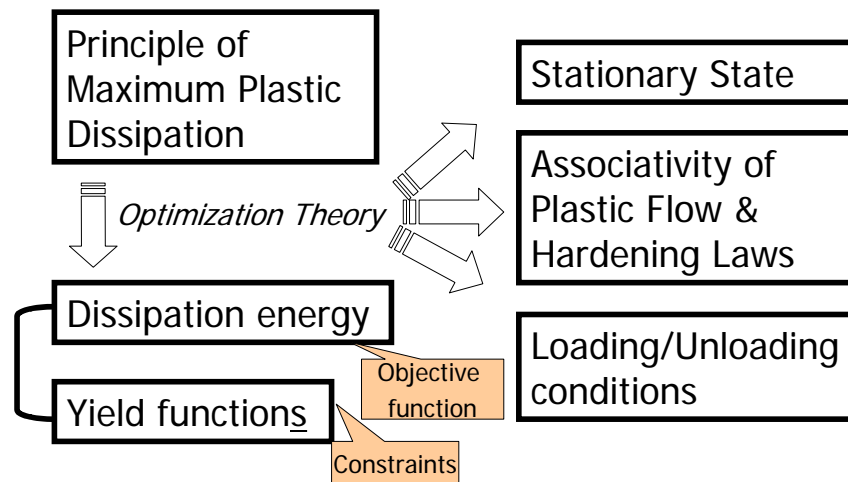 Principle of
Maximum Plastic
Dissipation
Optimization Theory
Dissipation energy
Objective
function
Yield functions
Constraints
Stationary State
Associativity of
Plastic Flow &
Hardening Laws
Loading/Unloading
conditions